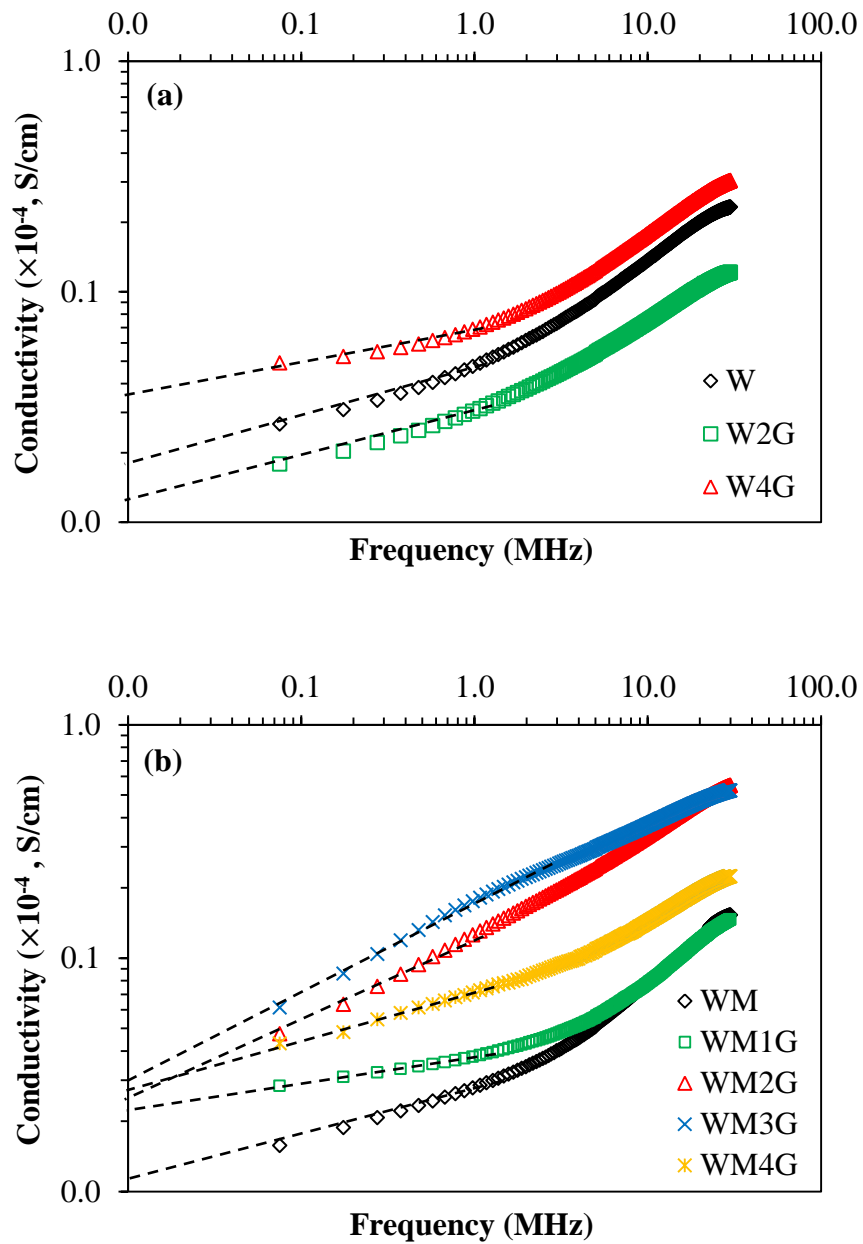 0.0 0.1 1.0 10.0 100.0
1.0
(a)
0.1
0.0
Conductivity (×10⁻⁴, S/cm)
W
W2G
W4G
Frequency (MHz)
0.0 0.1 1.0 10.0 100.0
1.0
(b)
0.1
0.0
Conductivity (×10⁻⁴ , S/cm)
WM
WM1G
WM2G
WM3G
WM4G
Frequency (MHz)